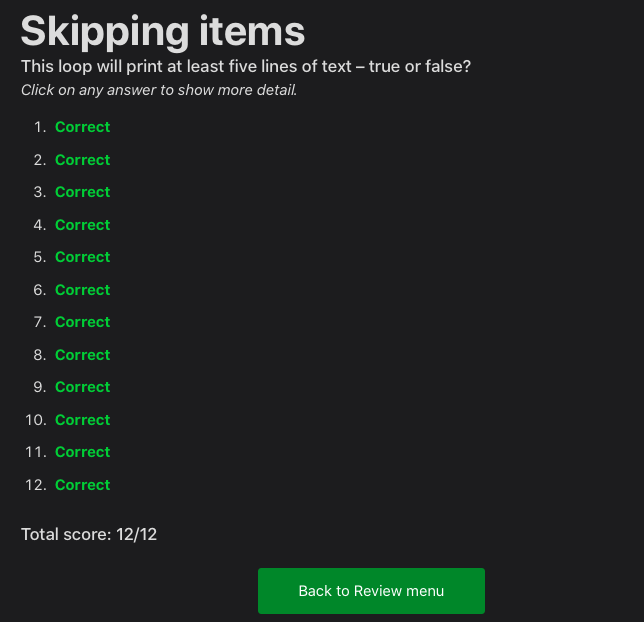 Skipping items
This loop will print at least five lines of text – true or false?
Click on any answer to show more detail.
1. Correct
2. Correct
3. Correct
4. Correct
5. Correct
6. Correct
7. Correct
8. Correct
9. Correct
10. Correct
11. Correct
12. Correct
Total score: 12/12
Back to Review menu